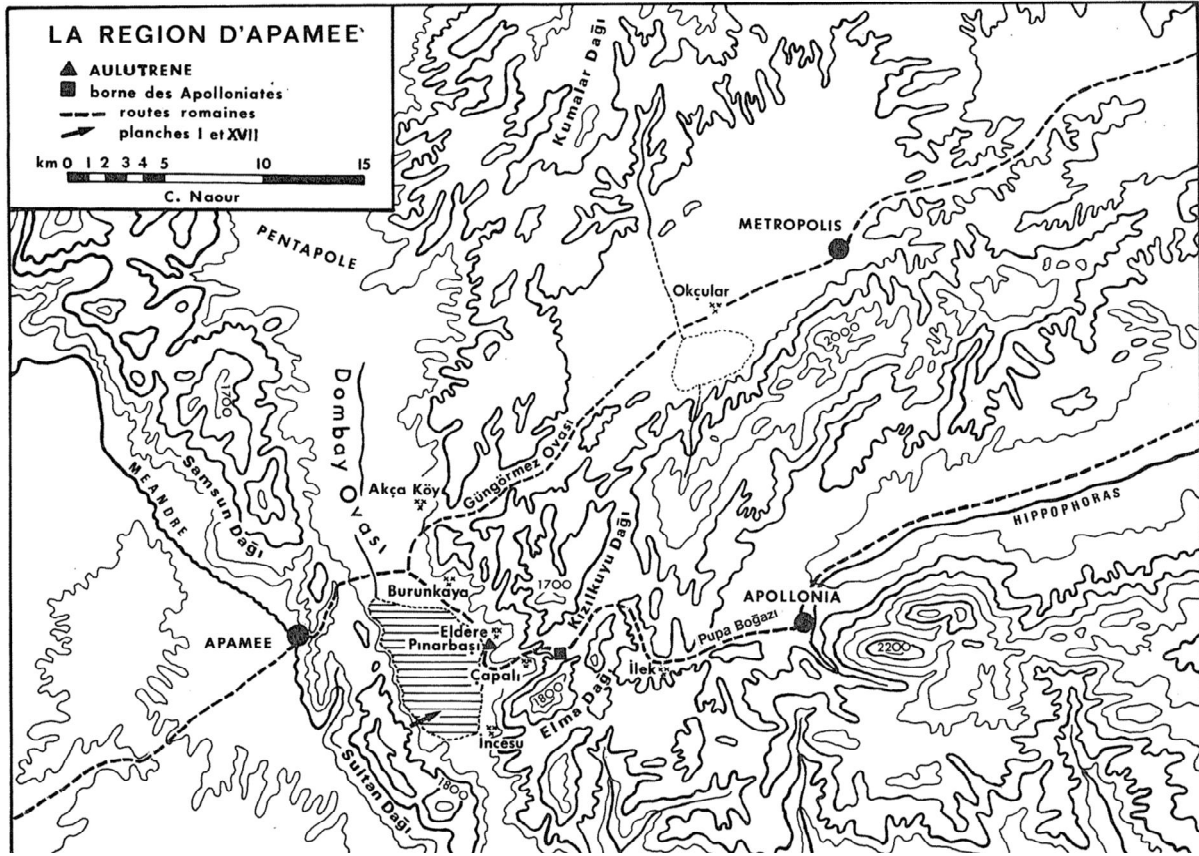 LA REGION D'APAMEE
AULUTRENE
borne des Apolloniates
routes romaines
planches I et XVII
km 0 1 2 3 4 5 10 15
C. Naour
Kumalar Dağı
PENTAPOLE
METROPOLIS
Okçular
2000
1700
Dombay Ovası
Samsun Dağı
MEANDRE
Akça Köy
Güngörmez Ovası
HIPPOPHORAS
Burunkaya
1700
Kızılkuyu Dağı
APOLLONIA
APAMEE
Eldere
Pınarbaşı
Pupa Boğazı
Çapalı
İlek
2200
1800
Elma Dağı
İncesu
Sultan Dağı
1800